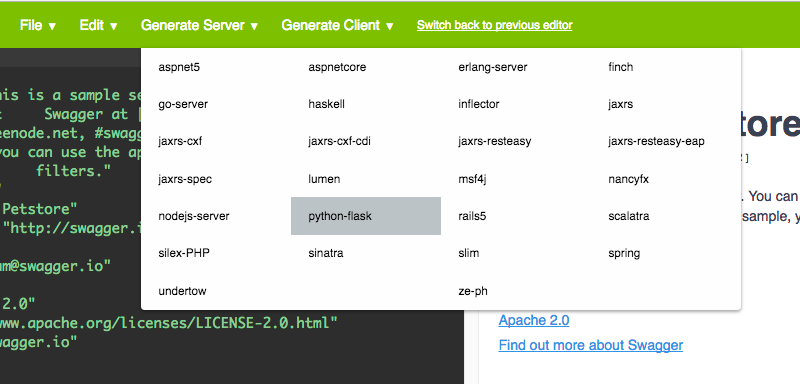 File ▼ Edit ▼ Generate Server ▼ Generate Client ▼ Switch back to previous editor
aspnet5 aspnetcore erlang-server finch
his is a sample se
go-server haskell inflector jaxrs
Swagger at
eenode.net, #swagg
jaxrs-cxf jaxrs-cxf-cdi jaxrs-resteasy jaxrs-resteasy-eap
you can use the ap
filters."
. You can
jaxrs-spec lumen msf4j nancyfx
Petstore"
sample, y
nodejs-server python-flask rails5 scalatra
"http://swagger.i
silex-PHP sinatra slim spring
am@swagger.io"
undertow ze-ph
2.0"
Apache 2.0
www.apache.org/licenses/LICENSE-2.0.html"
wagger.io"
Find out more about Swagger